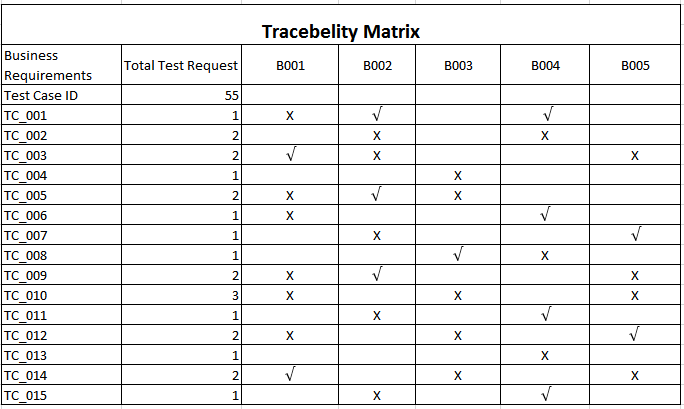 Tracebelity Matrix
Business Requirements Total Test Request B001 B002 B003 B004 B005
Test Case ID 55
TC_001 1 X √ √
TC_002 2 X X
TC_003 2 √ X X
TC_004 1 X
TC_005 2 X √ X
TC_006 1 X √
TC_007 1 X √
TC_008 1 √ X
TC_009 2 X √ X
TC_010 3 X X X
TC_011 1 X √
TC_012 2 X X √
TC_013 1 X
TC_014 2 √ X X
TC_015 1 X √